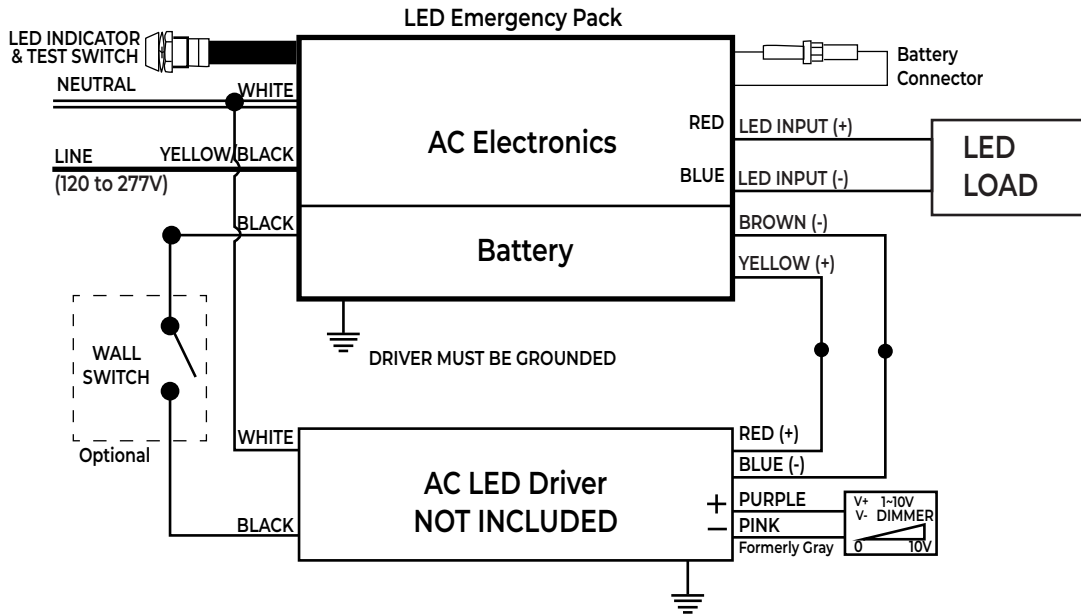 LED Emergency Pack
LED INDICATOR
& TEST SWITCH
NEUTRAL
WHITE
LINE
(120 to 277V)
YELLOW/BLACK
BLACK
AC Electronics
Battery
Battery
Connector
RED
LED INPUT (+)
BLUE
LED INPUT (-)
LED
LOAD
BROWN (-)
YELLOW (+)
DRIVER MUST BE GROUNDED
WALL
SWITCH
Optional
WHITE
BLACK
AC LED Driver
NOT INCLUDED
RED (+)
BLUE (-)
+ PURPLE
− PINK
Formerly Gray
V+ 1~10V
V- DIMMER
0 10V